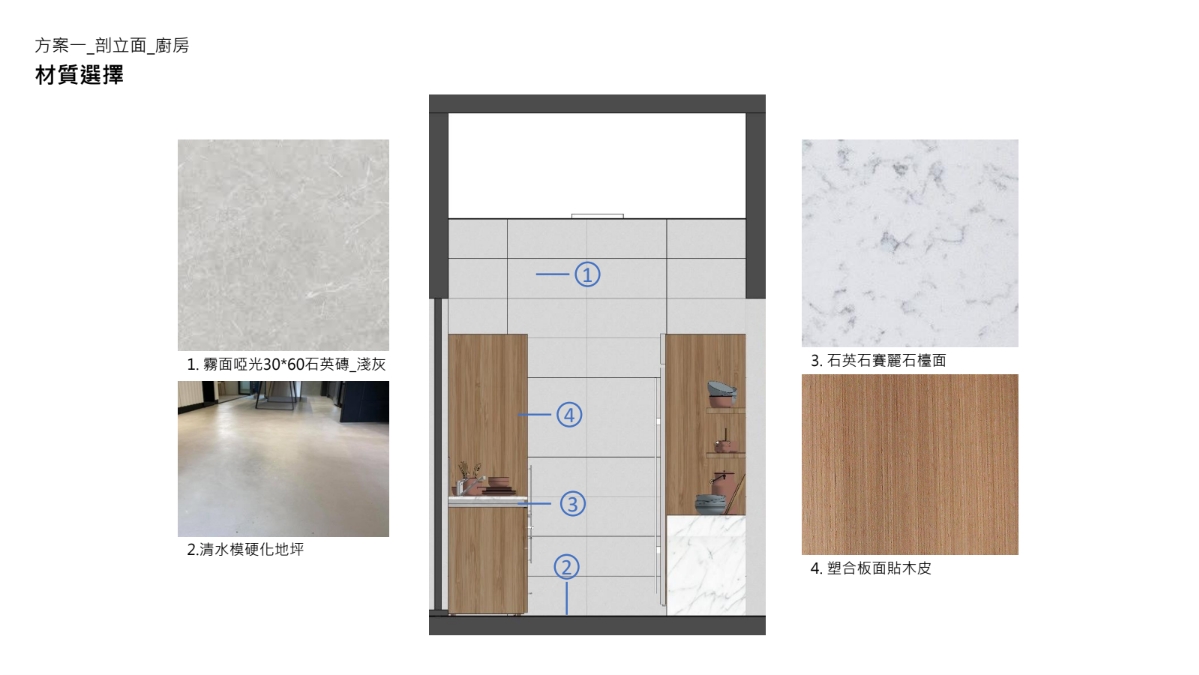 方案一_剖立面_廚房
材質選擇
①
④
③
②
1. 霧面啞光30*60石英磚_淺灰
2.清水模硬化地坪
3. 石英石賽麗石檯面
4. 塑合板面貼木皮